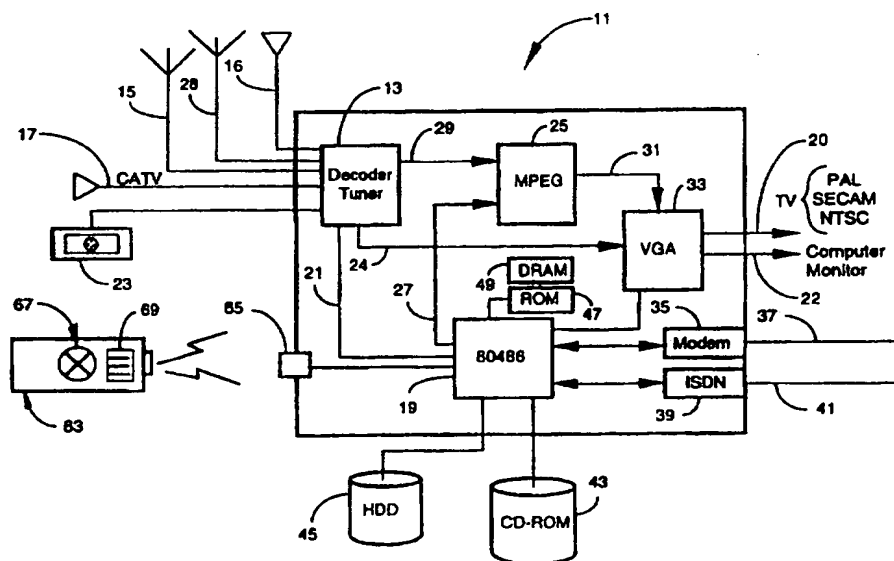 11
15
28
16
13
29
25
31
20
17
CATV
Decoder
Tuner
MPEG
33
TV
PAL
SECAM
NTSC
VGA
Computer
Monitor
23
21
24
27
49
DRAM
ROM
47
22
35
37
67
69
65
80486
Modem
ISDN
19
39
41
63
45
HDD
43
CD-ROM